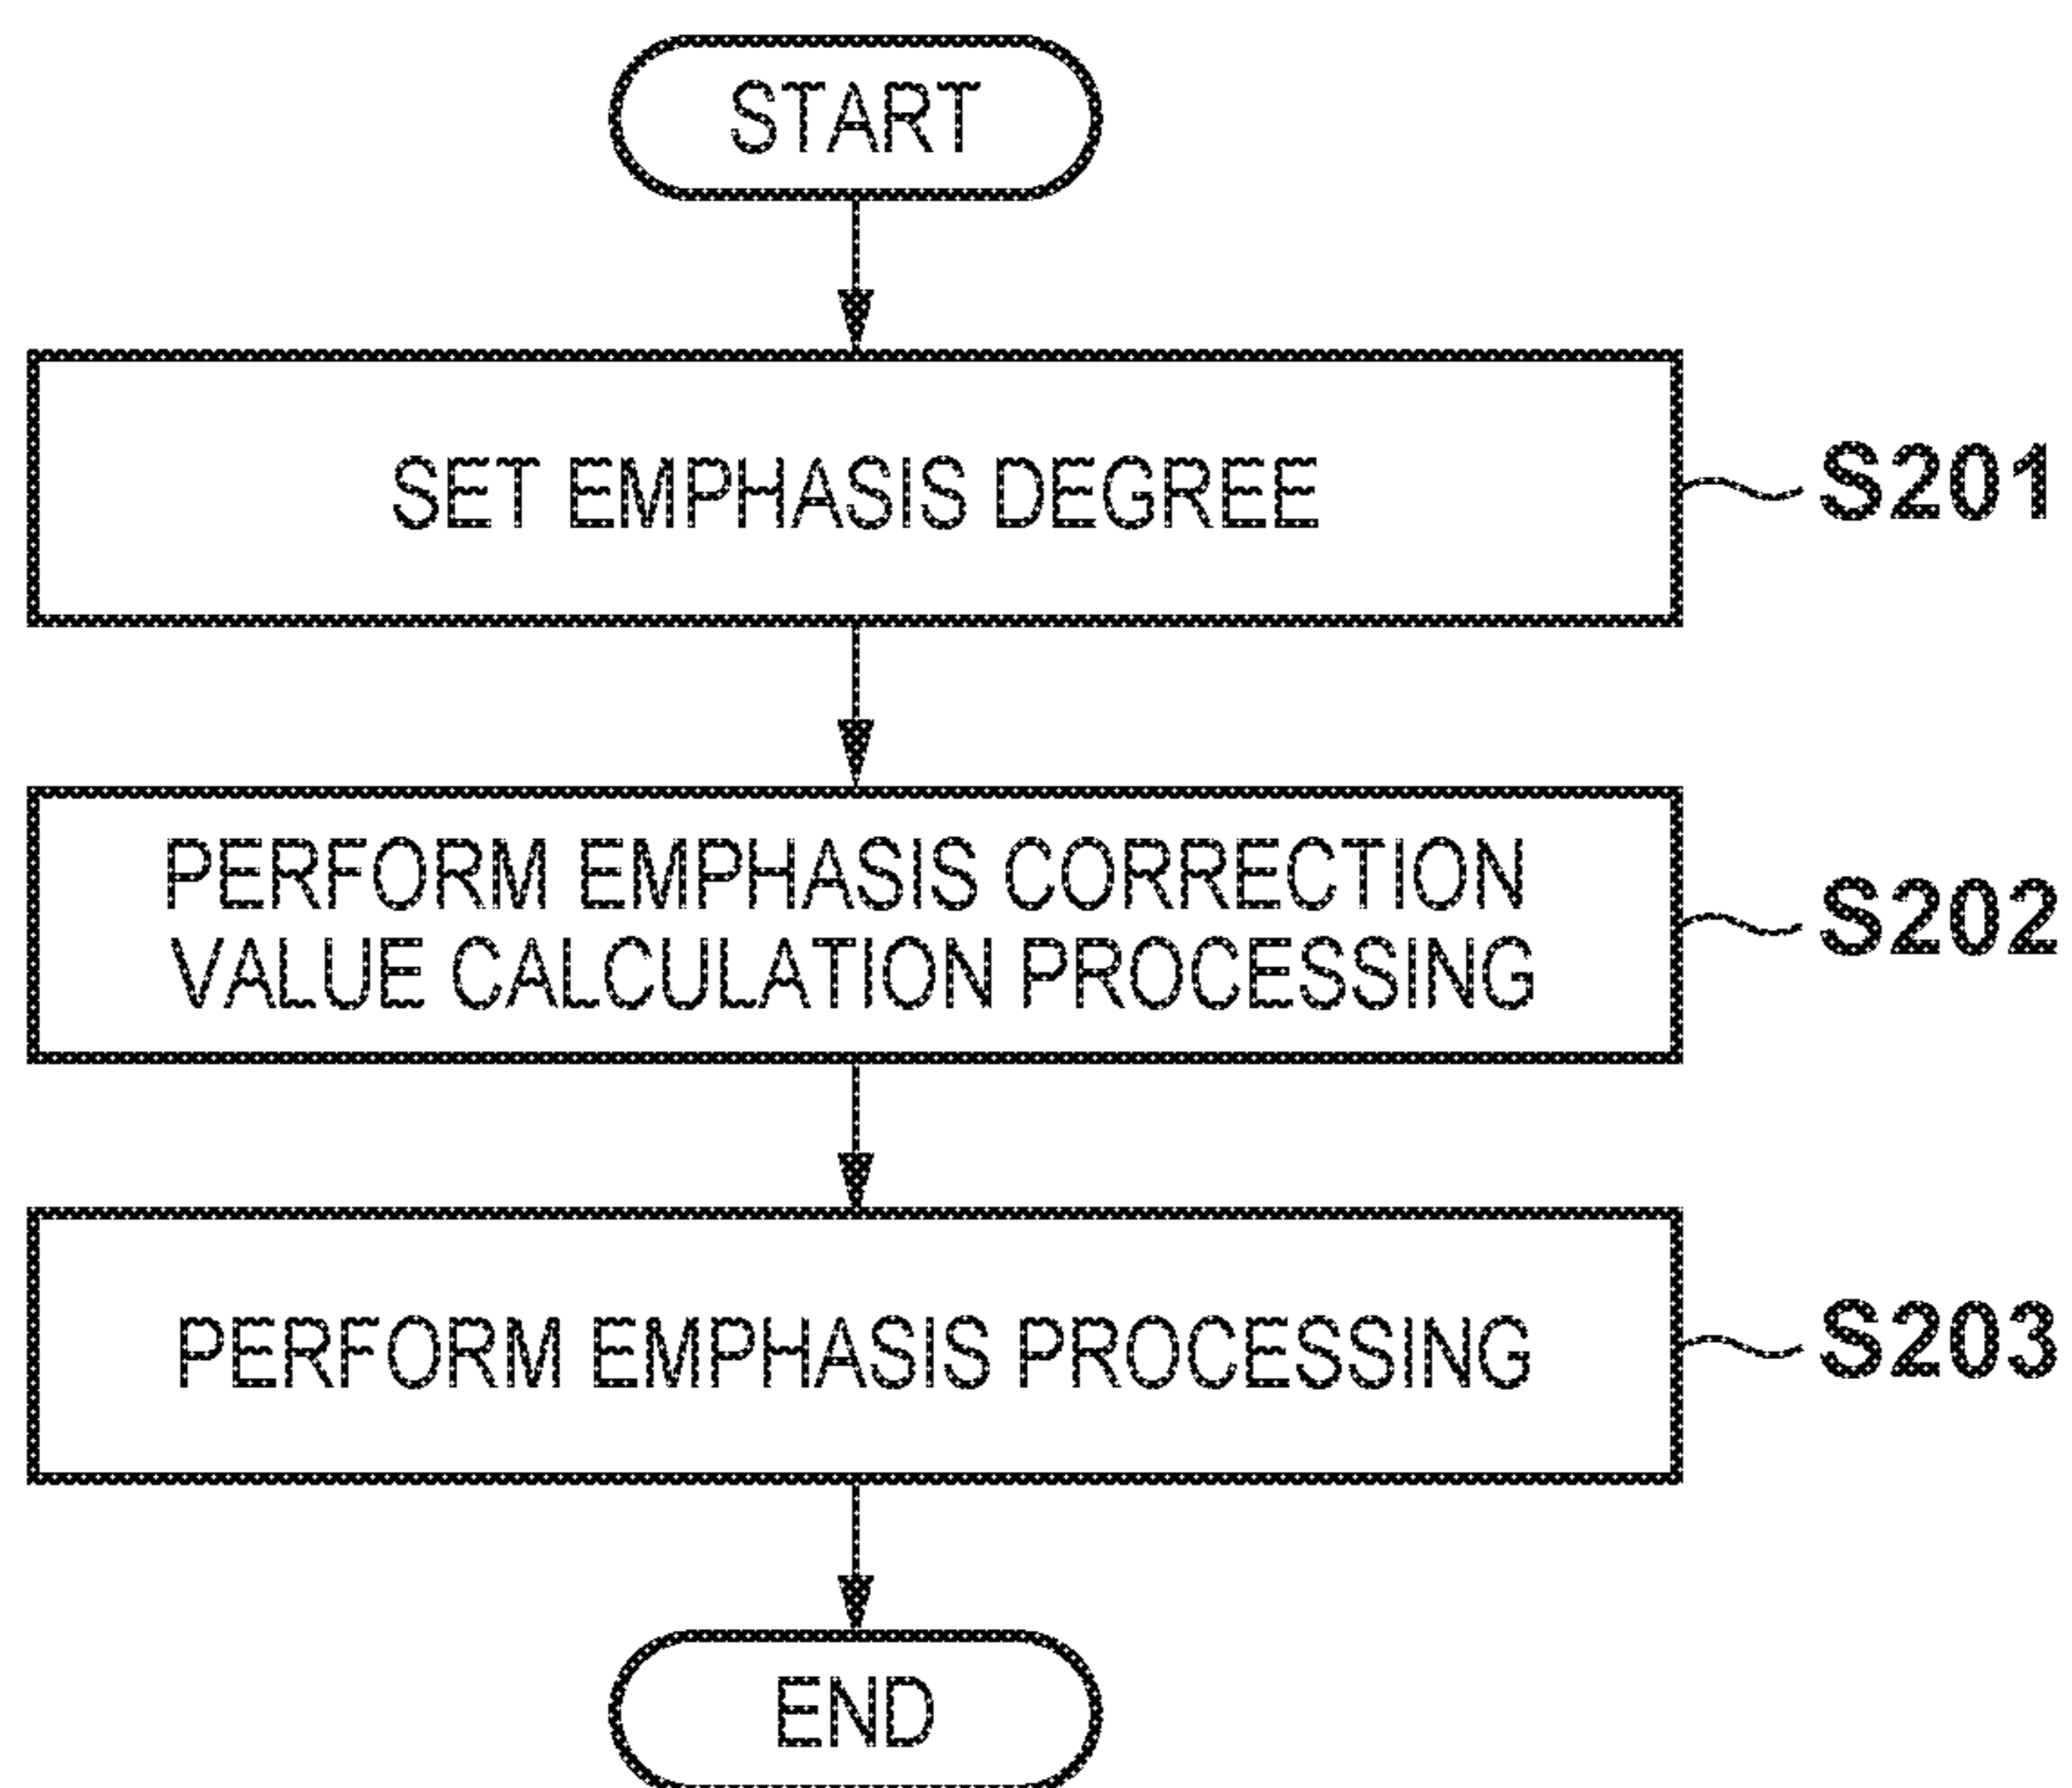 START
SET EMPHASIS DEGREE
S201
PERFORM EMPHASIS CORRECTION
VALUE CALCULATION PROCESSING
S202
PERFORM EMPHASIS PROCESSING
S203
END